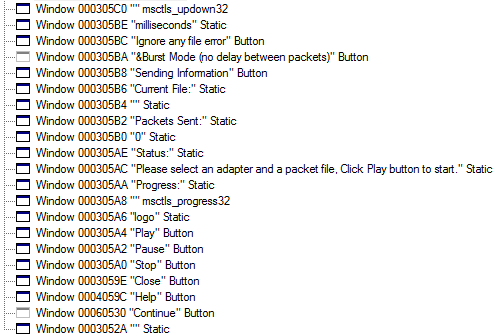 Window 000305C0 "" msctls_updown32
Window 000305BE "milliseconds" Static
Window 000305BC "Ignore any file error" Button
Window 000305BA "&Burst Mode (no delay between packets)" Button
Window 000305B8 "Sending Information" Button
Window 000305B6 "Current File:" Static
Window 000305B4 "" Static
Window 000305B2 "Packets Sent:" Static
Window 000305B0 "0" Static
Window 000305AE "Status:" Static
Window 000305AC "Please select an adapter and a packet file, Click Play button to start." Static
Window 000305AA "Progress:" Static
Window 000305A8 "" msctls_progress32
Window 000305A6 "logo" Static
Window 000305A4 "Play" Button
Window 000305A2 "Pause" Button
Window 000305A0 "Stop" Button
Window 0003059E "Close" Button
Window 0004059C "Help" Button
Window 00060530 "Continue" Button
Window 0003052A "" Static